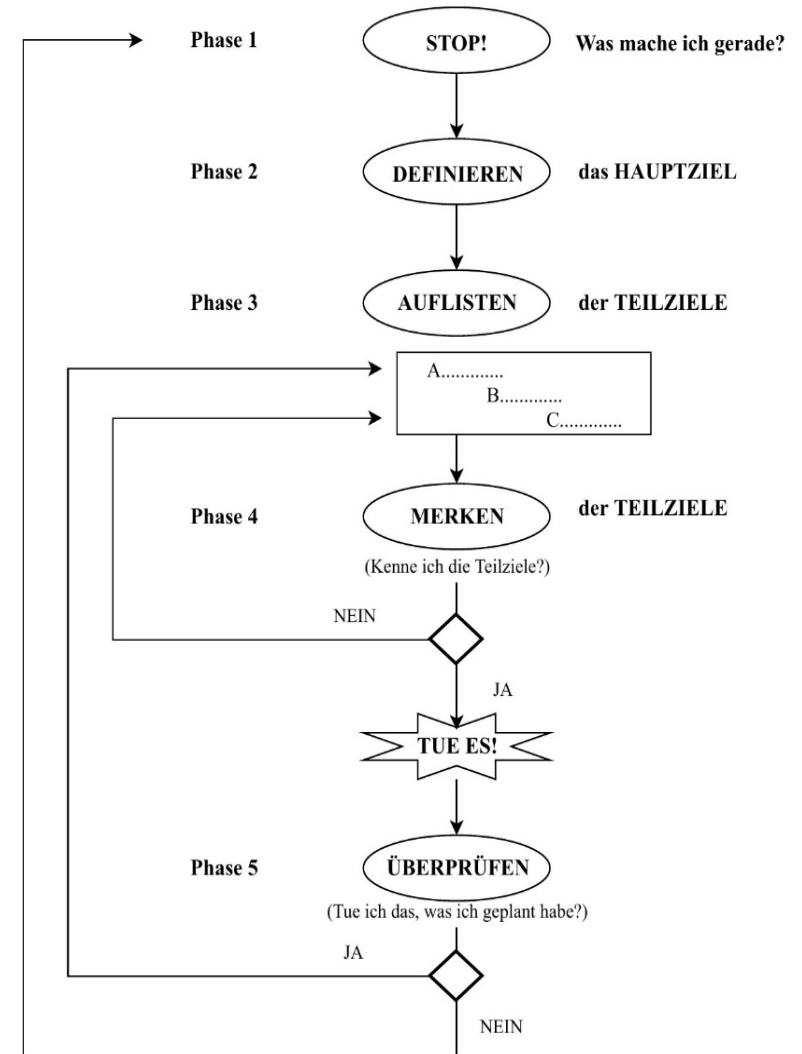 Phase 1 STOP! Was mache ich gerade?
Phase 2 DEFINIEREN das HAUPTZIEL
Phase 3 AUFLISTEN der TEILZIELE
A.............
B.............
C.............
Phase 4 MERKEN der TEILZIELE
(Kenne ich die Teilziele?)
NEIN
JA
TUE ES!
Phase 5 ÜBERPRÜFEN
(Tue ich das, was ich geplant habe?)
JA
NEIN